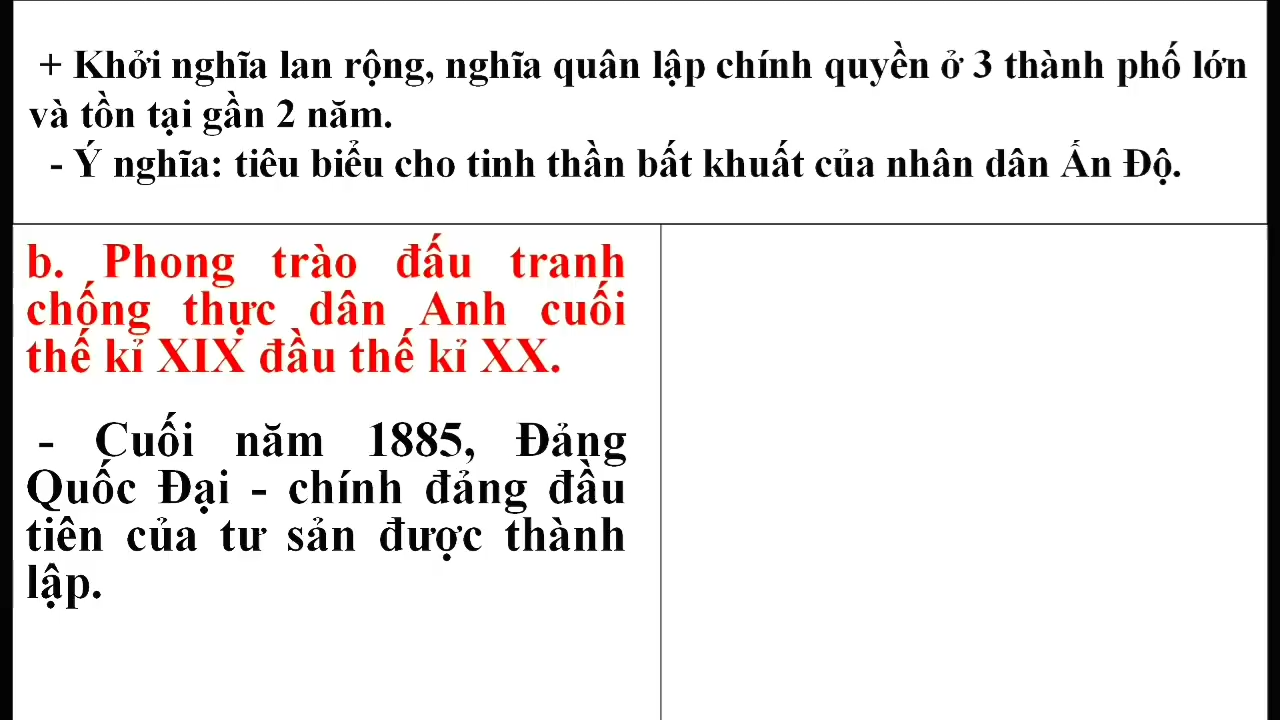 + Khởi nghĩa lan rộng, nghĩa quân lập chính quyền ở 3 thành phố lớn
và tồn tại gần 2 năm.
- Ý nghĩa: tiêu biểu cho tinh thần bất khuất của nhân dân Ấn Độ.
b. Phong trào đấu tranh
chống thực dân Anh cuối
thế kỉ XIX đầu thế kỉ XX.
- Cuối năm 1885, Đảng
Quốc Đại - chính đảng đầu
tiên của tư sản được thành
lập.